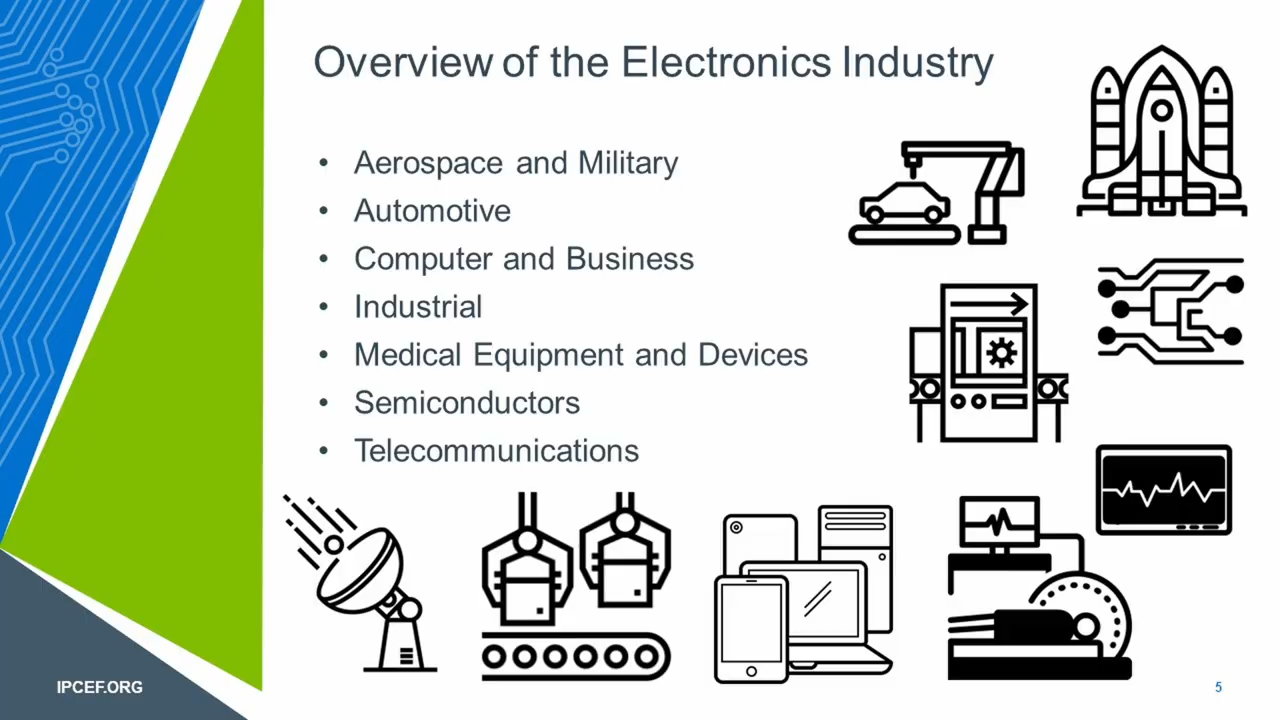 Overview of the Electronics Industry
• Aerospace and Military
• Automotive
• Computer and Business
• Industrial
• Medical Equipment and Devices
• Semiconductors
• Telecommunications
IPCEF.ORG
5